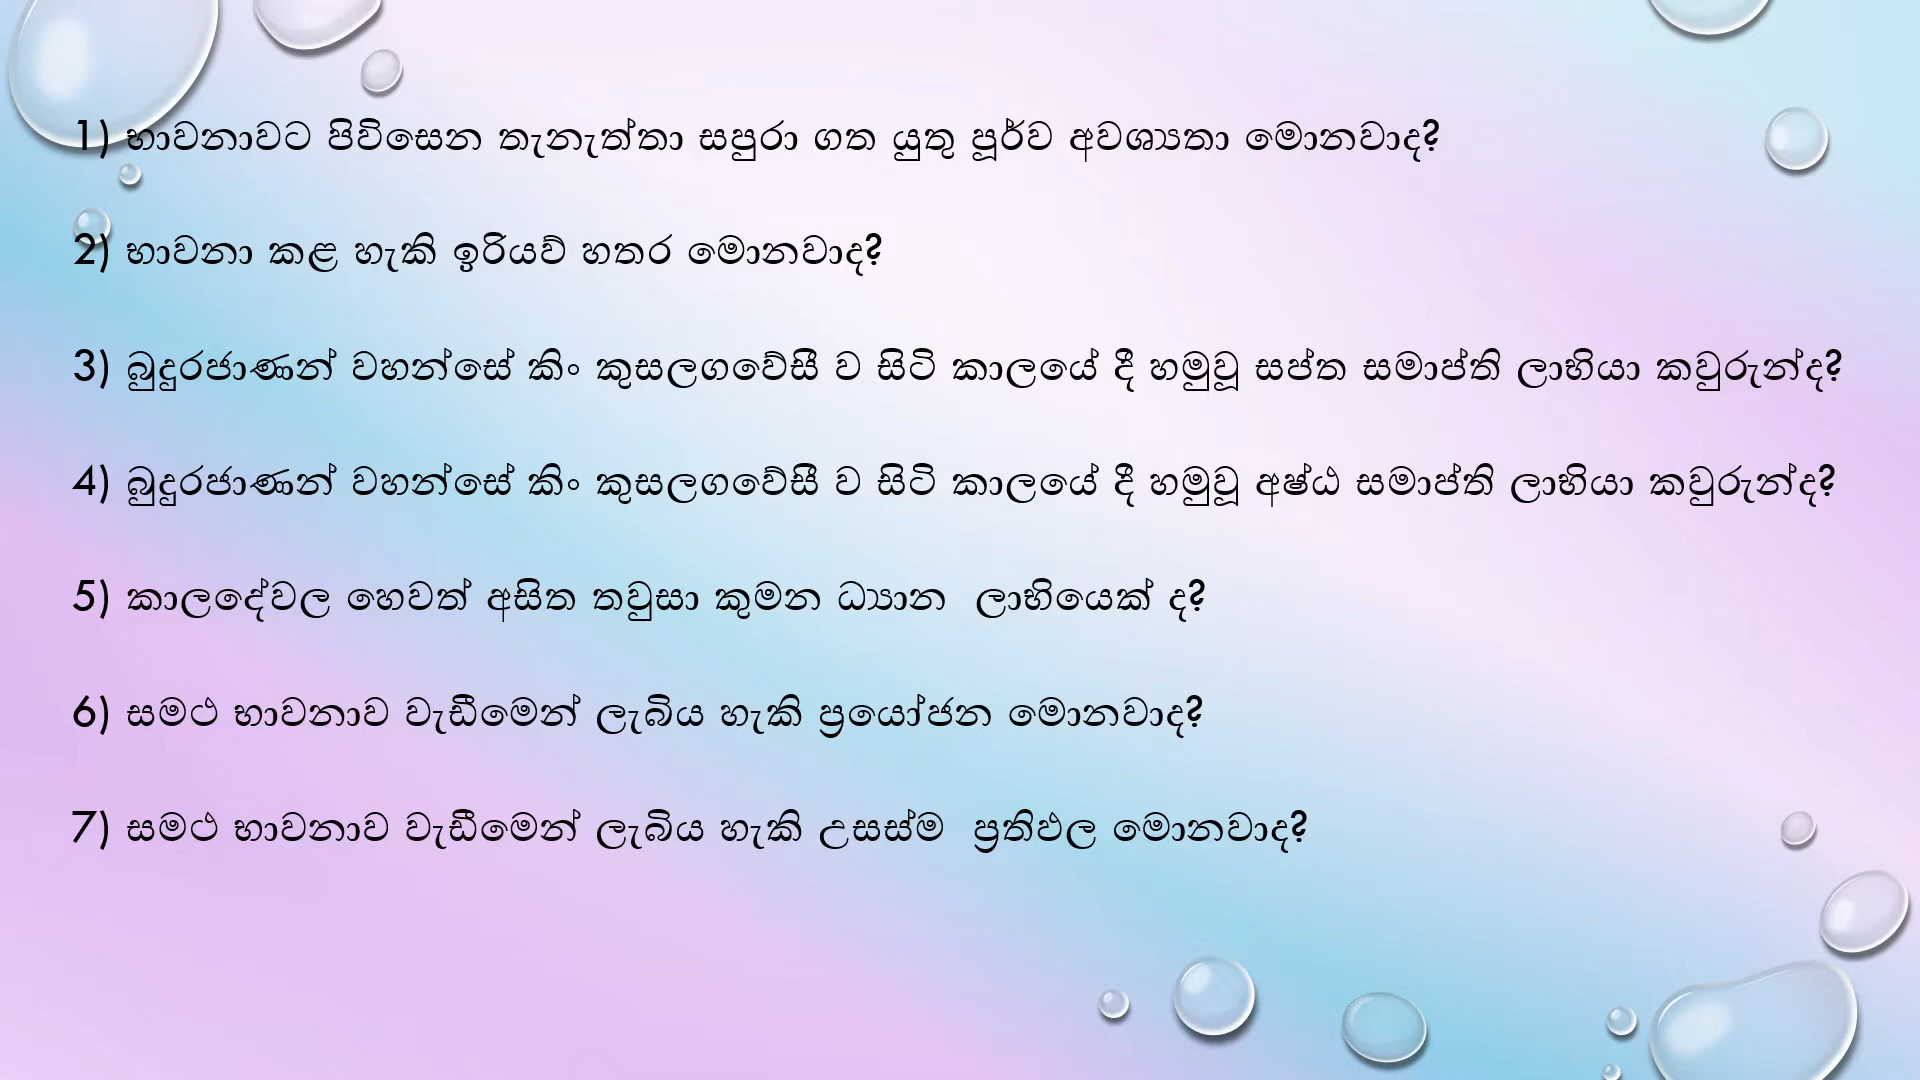 1) භාවනාවට පිවිසෙන තැනැත්තා සපුරා ගත යුතු පූර්ව අවශ්‍යතා මොනවාද?
2) භාවනා කළ හැකි ඉරියව් හතර මොනවාද?
3) බුදුරජාණන් වහන්සේ කිං කුසලගවේසී ව සිටි කාලයේ දී හමුවූ සප්ත සමාප්ති ලාභියා කවුරුන්ද?
4) බුදුරජාණන් වහන්සේ කිං කුසලගවේසී ව සිටි කාලයේ දී හමුවූ අෂ්ඨ සමාප්ති ලාභියා කවුරුන්ද?
5) කාලදේවල හෙවත් අසිත තවුසා කුමන ධ්‍යාන ලාභියෙක් ද?
6) සමථ භාවනාව වැඩීමෙන් ලැබිය හැකි ප්‍රයෝජන මොනවාද?
7) සමථ භාවනාව වැඩීමෙන් ලැබිය හැකි උසස්ම ප්‍රතිඵල මොනවාද?